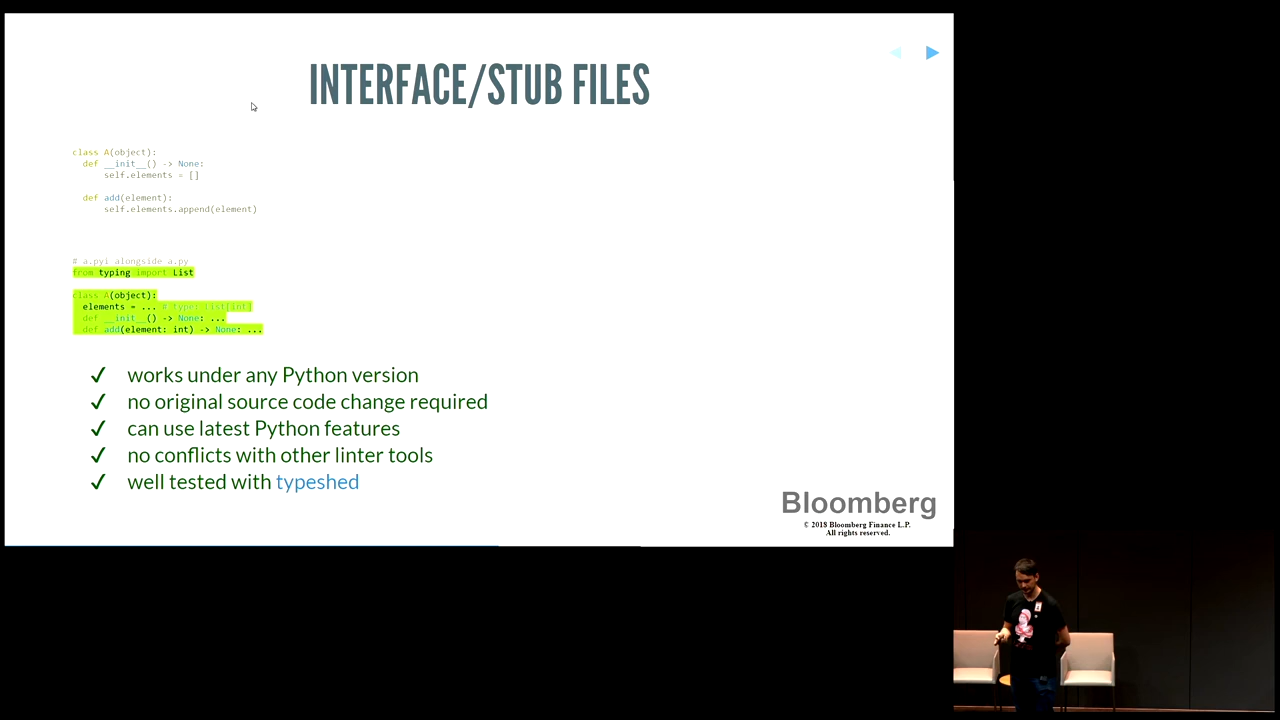 INTERFACE/STUB FILES
class A(object):
  def __init__() -> None:
      self.elements = []
  def add(element):
      self.elements.append(element)
# a.pyi alongside a.py
from typing import List
class A(object):
  elements = ... # type: List[int]
  def __init__() -> None: ...
  def add(element: int) -> None: ...
✓ works under any Python version
✓ no original source code change required
✓ can use latest Python features
✓ no conflicts with other linter tools
✓ well tested with typeshed
Bloomberg
© 2018 Bloomberg Finance L.P.
All rights reserved.